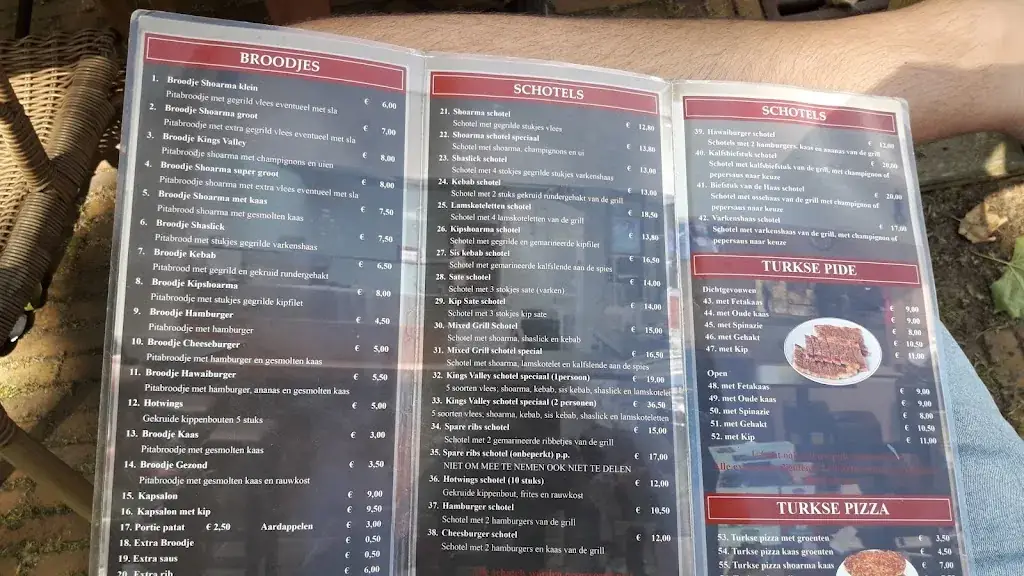 BROODJES
1. Broodje Shoarma klein € 6,00
Pitabroodje met gegrild vlees eventueel met sla
2. Broodje Shoarma groot € 7,00
Pitabroodje met extra gegrild vlees eventueel met sla
3. Broodje Kings Valley € 8,00
Pitabroodje shoarma met champignons en uien
4. Broodje Shoarma super groot € 8,00
Pitabroodje shoarma met extra vlees eventueel met sla
5. Broodje Shoarma met kaas € 7,50
Pitabrood shoarma met gesmolten kaas
6. Broodje Shaslick € 7,50
Pitabrood met stukjes gegrilde varkenshaas
7. Broodje Kebab € 6,50
Pitabrood met gegrild en gekruid rundergehakt
8. Broodje Kipshoarma € 8,00
Pitabroodje met stukjes gegrilde kipfilet
9. Broodje Hamburger € 4,50
Pitabroodje met hamburger
10. Broodje Cheeseburger € 5,00
Pitabroodje met hamburger en gesmolten kaas
11. Broodje Hawaiburger € 5,50
Pitabroodje met hamburger, ananas en gesmolten kaas
12. Hotwings € 5,00
Gekruide kippenbouten 5 stuks
13. Broodje Kaas € 3,00
Pitabroodje met gesmolten kaas
14. Broodje Gezond € 3,50
Pitabroodje met gesmolten kaas en rauwkost
15. Kapsalon € 9,00
16. Kapsalon met kip € 9,50
17. Portie patat € 2,50 Aardappelen € 3,00
18. Extra Broodje € 0,50
19. Extra saus € 0,50
20. Extra rib € 6,00
SCHOTELS
21. Shoarma schotel € 12,80
Schotel met gegrilde stukjes vlees
22. Shoarma schotel speciaal € 13,80
Schotel met shoarma, champignons en ui
23. Shaslick schotel € 13,00
Schotel met 4 stokjes gegrilde stukjes varkenshaas
24. Kebab schotel € 13,00
Schotel met 2 stuks gekruid rundergehakt van de grill
25. Lamskoteletten schotel € 18,50
Schotel met 4 lamskoteletten van de grill
26. Kipshoarma schotel € 13,80
Schotel met gegrilde en gemarineerde kipfilet
27. Sis kebab schotel € 16,50
Schotel met gemarineerde kalfslende aan de spies
28. Sate schotel € 14,00
Schotel met 3 stokjes sate (varken)
29. Kip Sate schotel € 14,00
Schotel met 3 stokjes kip sate
30. Mixed Grill Schotel € 15,00
Schotel met shoarma, shaslick en kebab
31. Mixed Grill schotel special € 16,50
Schotel met shoarma, lamskoteletten en kalfslende aan de spies
32. Kings Valley schotel speciaal (1persoon) € 19,00
5 soorten vlees; shoarma, kebab, sis kebab, shaslick en lamskotelet
33. Kings Valley schotel speciaal (2 personen) € 36,50
5 soorten vlees; shoarma, kebab, sis kebab, shaslick en lamskoteletten
34. Spare ribs schotel € 15,00
Schotel met 2 gemarineerde ribbetjes van de grill
35. Spare ribs schotel (onbeperkt) p.p. € 17,00
NIET OM MEE TE NEMEN OOK NIET TE DELEN
36. Hotwings schotel (10 stuks) € 12,00
Gekruide kippenbout, frites en rauwkost
37. Hamburger schotel € 10,50
Schotel met 2 hamburgers van de grill
38. Cheeseburger schotel € 12,00
Schotel met 2 hamburgers en kaas van de grill
SCHOTELS
39. Hawaiburger schotel € 12,00
Schotels met 2 hamburgers, kaas en ananas van de grill
40. Kalfsbiefstuk schotel € 20,00
Schotel met kalfsbiefstuk van de grill, met champignon of
pepersaus naar keuze
41. Biefstuk van de Haas schotel € 20,00
Schotel met ossehaas van de grill met champignon of
pepersaus naar keuze
42. Varkenshaas schotel € 17,00
Schotel met varkenshaas van de grill, met champignon of
pepersaus naar keuze
TURKSE PIDE
Dichtgevouwen
43. met Fetakaas € 9,00
44. met Oude kaas € 9,00
45. met Spinazie € 8,00
46. met Gehakt € 10,50
47. met Kip € 11,00
Open
48. met Fetakaas € 9,00
49. met Oude kaas € 9,00
50. met Spinazie € 8,00
51. met Gehakt € 10,50
52. met Kip € 11,00
TURKSE PIZZA
53. Turkse pizza met groenten € 3,50
54. Turkse pizza kaas groenten € 4,50
55. Turkse pizza shoarma kaas € 7,00